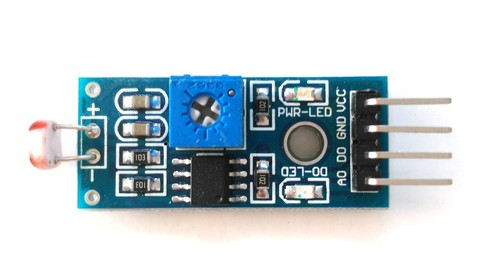 +
−
103
103
102
102
PWR-LED
DO-LED
VCC
GND
DO
AO